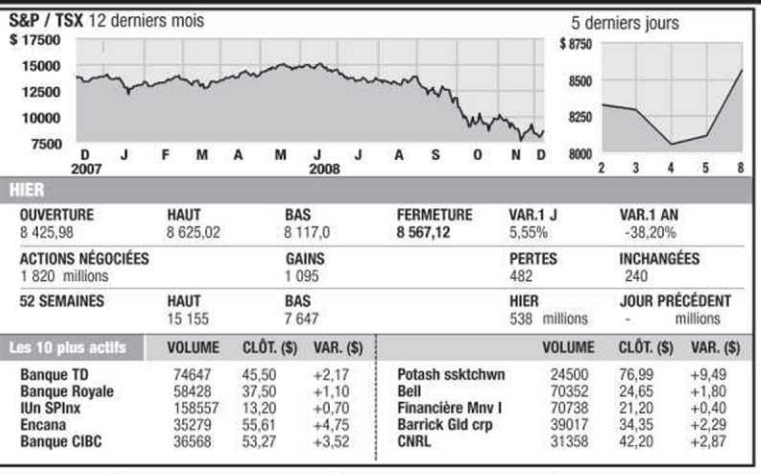 S&P / TSX 12 derniers mois
$ 17500
15000
12500
10000
7500
D J F M A M J J A S O N D
2007 2008
5 derniers jours
$ 8750
8500
8250
8000
2 3 4 5 8
HIER
OUVERTURE HAUT BAS FERMETURE VAR.1 J VAR.1 AN
8 425,98 8 625,02 8 117,0 8 567,12 5,55% -38,20%
ACTIONS NÉGOCIÉES GAINS PERTES INCHANGÉES
1 820 millions 1 095 482 240
52 SEMAINES HAUT BAS HIER JOUR PRÉCÉDENT
15 155 7 647 538 millions - millions
Les 10 plus actifs VOLUME CLÔT. ($) VAR. ($) VOLUME CLÔT. ($) VAR. ($)
Banque TD 74647 45,50 +2,17 Potash ssktchwn 24500 76,99 +9,49
Banque Royale 58428 37,50 +1,10 Bell 70352 24,65 +1,80
IUn SPInx 158557 13,20 +0,70 Financière Mnv I 70738 21,20 +0,40
Encana 35279 55,61 +4,75 Barrick Gld crp 39017 34,35 +2,29
Banque CIBC 36568 53,27 +3,52 CNRL 31358 42,20 +2,87